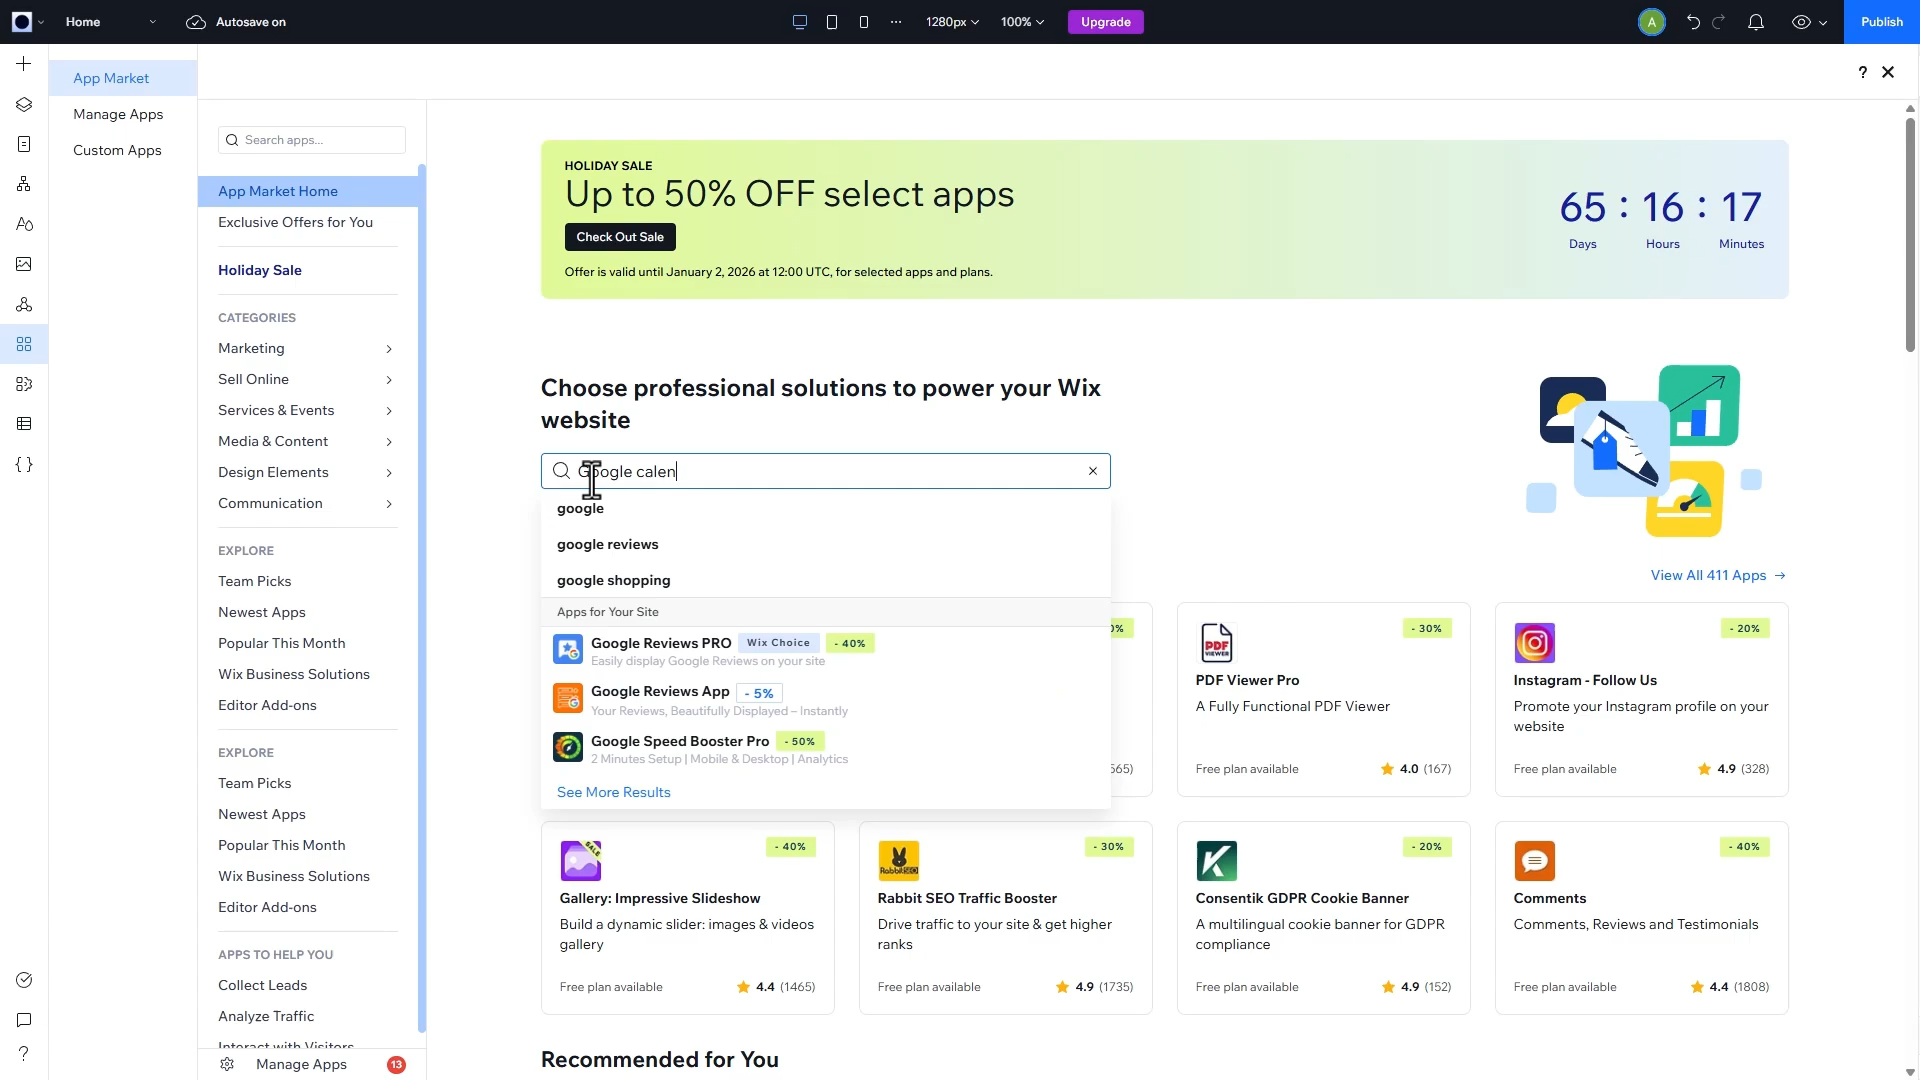 Home
Autosave on
1280px
100%
Upgrade
A
Publish
App Market
Manage Apps
Custom Apps
?
Search apps...
App Market Home
Exclusive Offers for You
Holiday Sale
CATEGORIES
Marketing
Sell Online
Services & Events
Media & Content
Design Elements
Communication
EXPLORE
Team Picks
Newest Apps
Popular This Month
Wix Business Solutions
Editor Add-ons
EXPLORE
Team Picks
Newest Apps
Popular This Month
Wix Business Solutions
Editor Add-ons
APPS TO HELP YOU
Collect Leads
Analyze Traffic
Interact with Visitors
Manage Apps 13
HOLIDAY SALE
Up to 50% OFF select apps
Check Out Sale
Offer is valid until January 2, 2026 at 12:00 UTC, for selected apps and plans.
65 : 16 : 17
Days Hours Minutes
Choose professional solutions to power your Wix
website
Google calen
google
google reviews
google shopping
Apps for Your Site
Google Reviews PRO Wix Choice - 40%
Easily display Google Reviews on your site
Google Reviews App - 5%
Your Reviews, Beautifully Displayed – Instantly
Google Speed Booster Pro - 50%
2 Minutes Setup | Mobile & Desktop | Analytics
See More Results
View All 411 Apps →
PDF VIEWER
- 30%
PDF Viewer Pro
A Fully Functional PDF Viewer
Free plan available 4.0 (167)
- 20%
Instagram - Follow Us
Promote your Instagram profile on your
website
Free plan available 4.9 (328)
SALE
- 40%
Gallery: Impressive Slideshow
Build a dynamic slider: images & videos
gallery
Free plan available 4.4 (1465)
RabbitSEO
- 30%
Rabbit SEO Traffic Booster
Drive traffic to your site & get higher
ranks
Free plan available 4.9 (1735)
- 20%
Consentik GDPR Cookie Banner
A multilingual cookie banner for GDPR
compliance
Free plan available 4.9 (152)
- 40%
Comments
Comments, Reviews and Testimonials
Free plan available 4.4 (1808)
Recommended for You